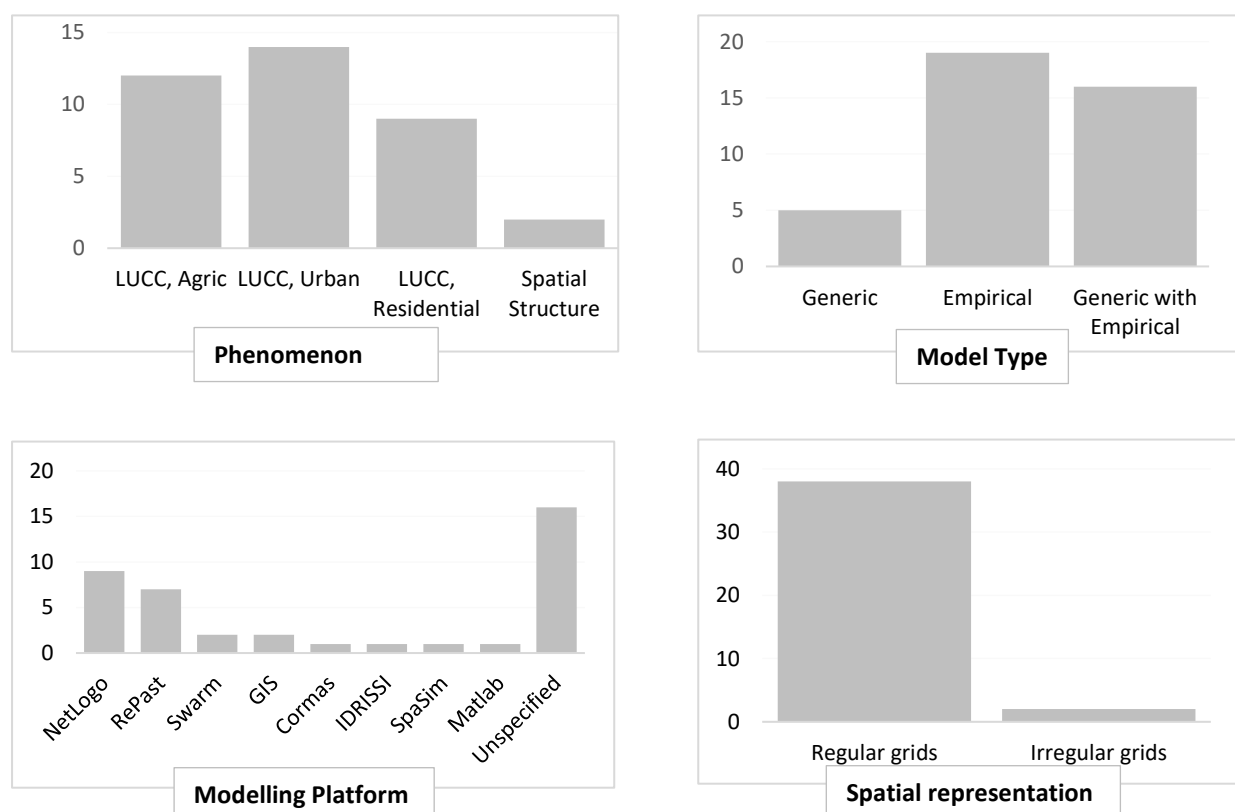 15
10
5
0
LUCC, Agric LUCC, Urban LUCC, Residential Spatial Structure
Phenomenon
20
15
10
5
0
Generic Empirical Generic with Empirical
Model Type
20
15
10
5
0
NetLogo
RePast
Swarm
GIS
Cormas
IDRISSI
SpaSim
Matlab
Unspecified
Modelling Platform
40
30
20
10
0
Regular grids Irregular grids
Spatial representation